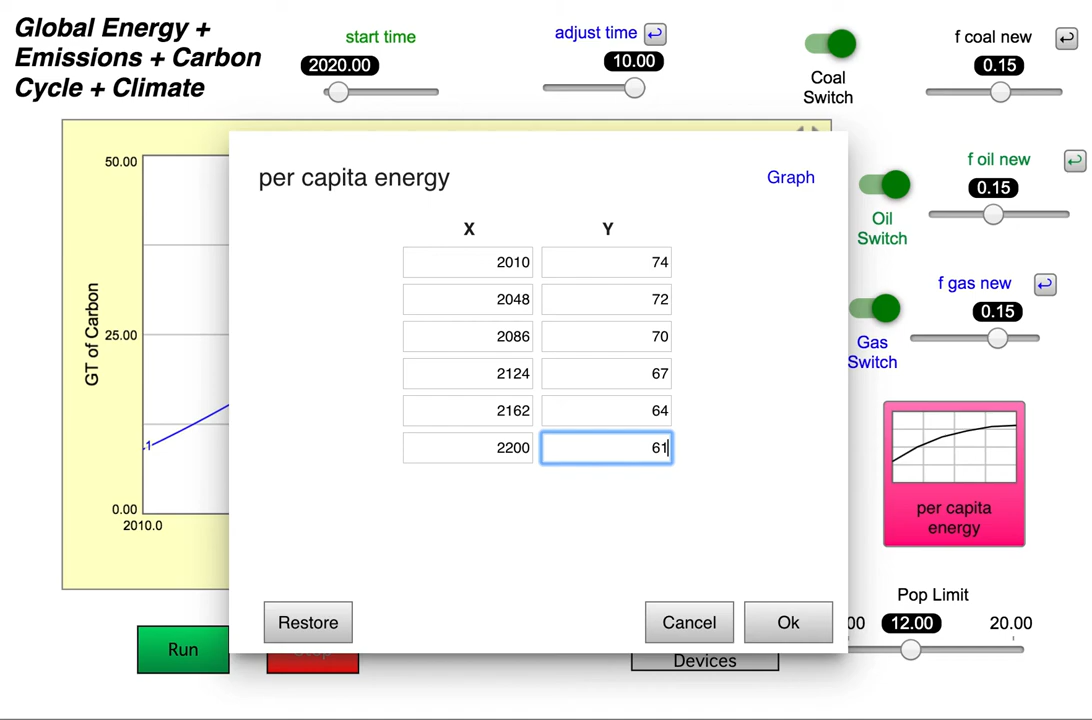 Global Energy +
Emissions + Carbon
Cycle + Climate
start time
2020.00
adjust time
10.00
Coal
Switch
f coal new
0.15
50.00
25.00
0.00
2010.0
GT of Carbon
1
per capita energy
Graph
X Y
2010 74
2048 72
2086 70
2124 67
2162 64
2200 61
Restore
Cancel
Ok
f oil new
0.15
Oil
Switch
f gas new
0.15
Gas
Switch
per capita
energy
Pop Limit
00 12.00 20.00
Run
Devices